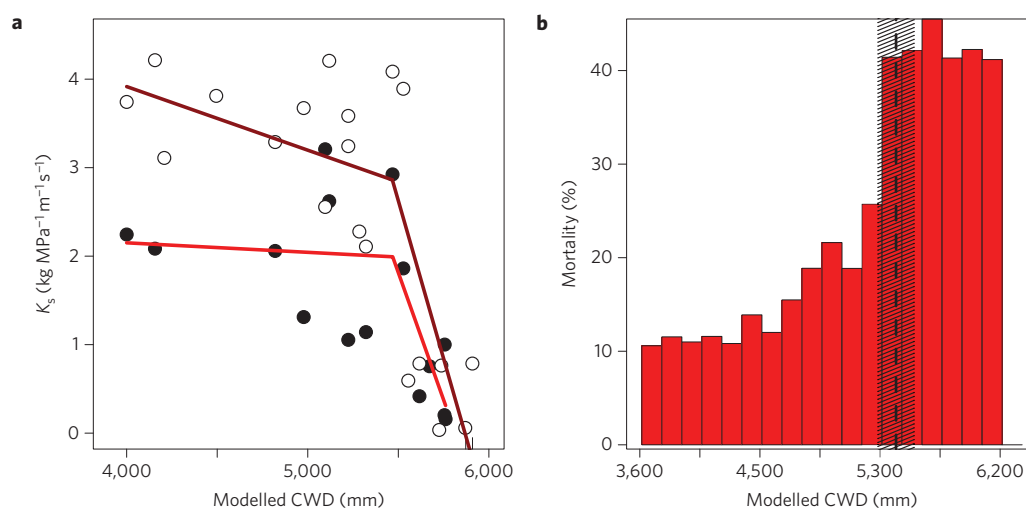 a
4
3
2
1
0
Kₛ (kg MPa⁻¹ m⁻¹ s⁻¹)
4,000
5,000
6,000
Modelled CWD (mm)
b
40
30
20
10
0
Mortality (%)
3,600
4,500
5,300
6,200
Modelled CWD (mm)